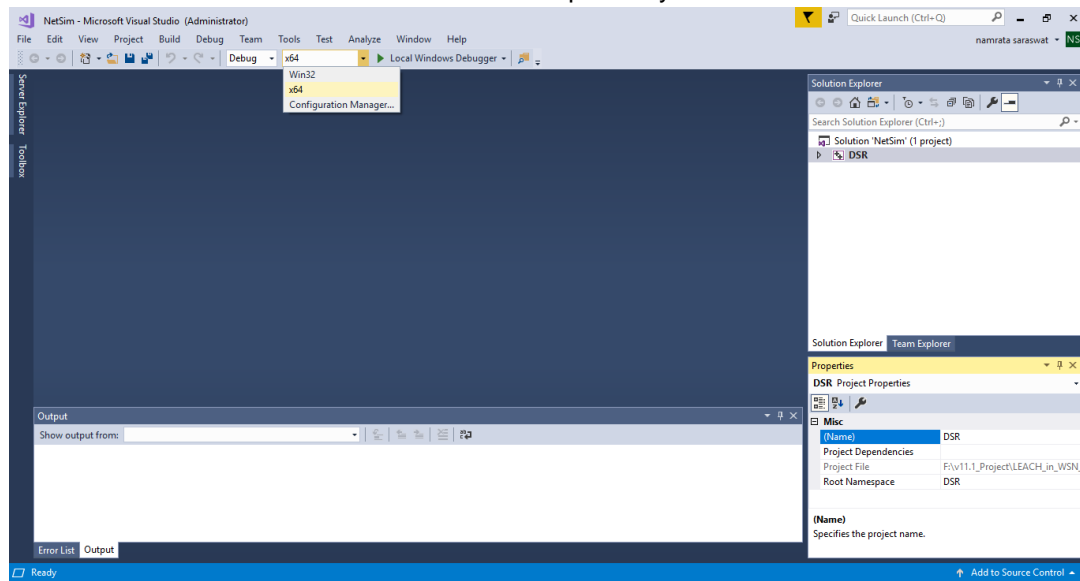 NetSim - Microsoft Visual Studio (Administrator)
Quick Launch (Ctrl+Q)
File Edit View Project Build Debug Team Tools Test Analyze Window Help
namrata saraswat NS
Debug x64 Local Windows Debugger
Win32
x64
Configuration Manager...
Server Explorer
Toolbox
Solution Explorer
Search Solution Explorer (Ctrl+;)
Solution 'NetSim' (1 project)
DSR
Solution Explorer Team Explorer
Properties
DSR Project Properties
Misc
(Name) DSR
Project Dependencies
Project File F:\v11.1_Project\LEACH_in_WSN_
Root Namespace DSR
(Name)
Specifies the project name.
Output
Show output from:
Error List Output
Ready
Add to Source Control